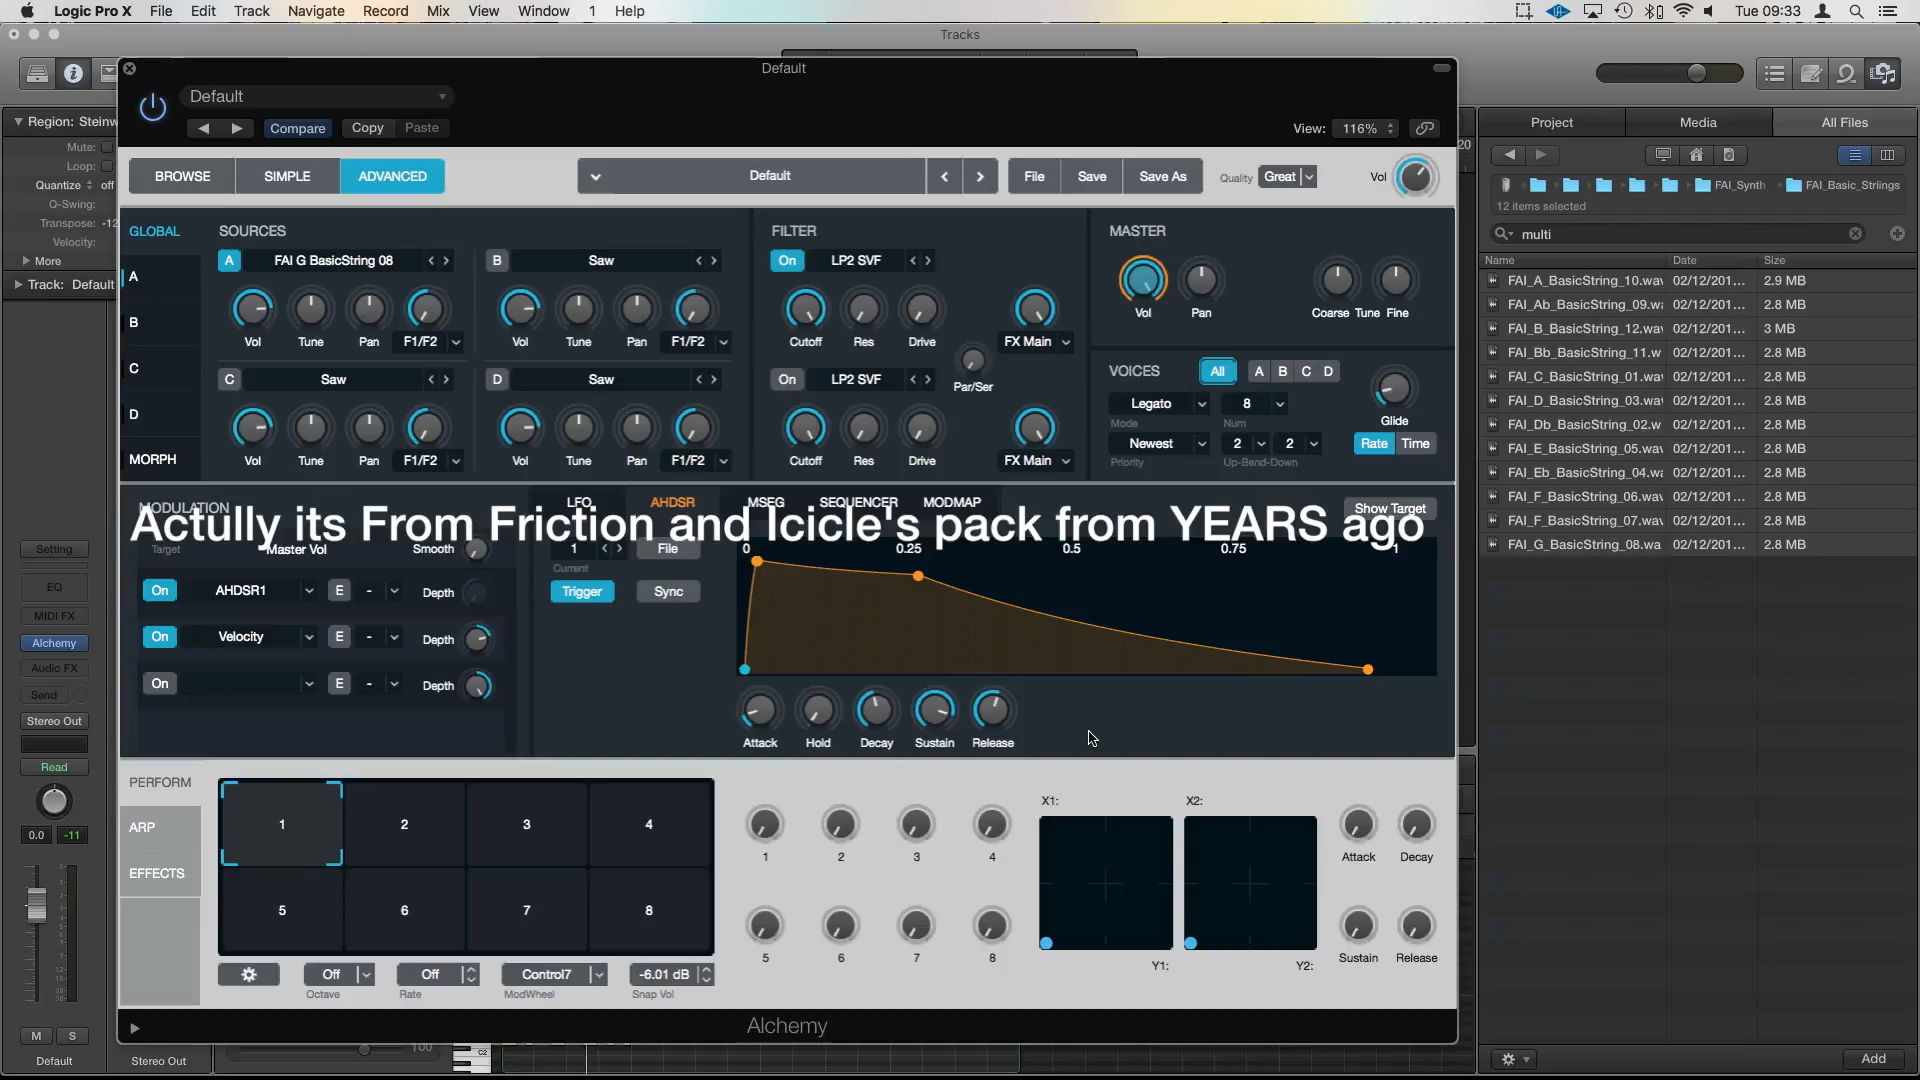 Logic Pro X File Edit Track Navigate Record Mix View Window 1 Help Tue 09:33
Tracks
Default
Default
Compare Copy Paste View: 116%
BROWSE SIMPLE ADVANCED Default File Save Save As Quality Great Vol
GLOBAL SOURCES FILTER MASTER
A FAI G BasicString 08 B Saw On LP2 SVF
A
B
C
D
MORPH
Vol Tune Pan F1/F2 Vol Tune Pan F1/F2 Cutoff Res Drive FX Main
Vol Pan Coarse Tune Fine
C Saw D Saw On LP2 SVF Par/Ser
Vol Tune Pan F1/F2 Vol Tune Pan F1/F2 Cutoff Res Drive FX Main
VOICES All A B C D
Legato 8
Mode Num Glide
Newest 2 2 Rate Time
Priority Up-Bend-Down
MODULATION LFO AHDSR MSEG SEQUENCER MODMAP Show Target
Actully its From Friction and Icicle's pack from YEARS ago
Target Master Vol Smooth 1 File 0 0.25 0.5 0.75 1
Current
On AHDSR1 E - Depth Trigger Sync
On Velocity E - Depth
On E - Depth
Attack Hold Decay Sustain Release
PERFORM
ARP
EFFECTS
1 2 3 4
5 6 7 8
Off Off Control7 -6.01 dB
Octave Rate ModWheel Snap Vol
1 2 3 4
5 6 7 8
X1: X2:
Y1: Y2:
Attack Decay
Sustain Release
Alchemy
Region: Steinw
Mute:
Loop:
Quantize off
Q-Swing:
Transpose: -12
Velocity:
More
Track: Default
Setting
EQ
MIDI FX
Alchemy
Audio FX
Send
Stereo Out
Read
0.0 -11
M S
Default Stereo Out
100
C2
20
Project Media All Files
FAI_Synth FAI_Basic_Striings
12 items selected
multi
Name Date Size
FAI_A_BasicString_10.wav 02/12/201... 2.9 MB
FAI_Ab_BasicString_09.wa 02/12/201... 2.8 MB
FAI_B_BasicString_12.wav 02/12/201... 3 MB
FAI_Bb_BasicString_11.w 02/12/201... 2.8 MB
FAI_C_BasicString_01.wav 02/12/201... 2.8 MB
FAI_D_BasicString_03.wav 02/12/201... 2.8 MB
FAI_Db_BasicString_02.w 02/12/201... 2.8 MB
FAI_E_BasicString_05.wav 02/12/201... 2.8 MB
FAI_Eb_BasicString_04.wa 02/12/201... 2.8 MB
FAI_F_BasicString_06.wav 02/12/201... 2.8 MB
FAI_F_BasicString_07.wav 02/12/201... 2.8 MB
FAI_G_BasicString_08.wa 02/12/201... 2.8 MB
Add